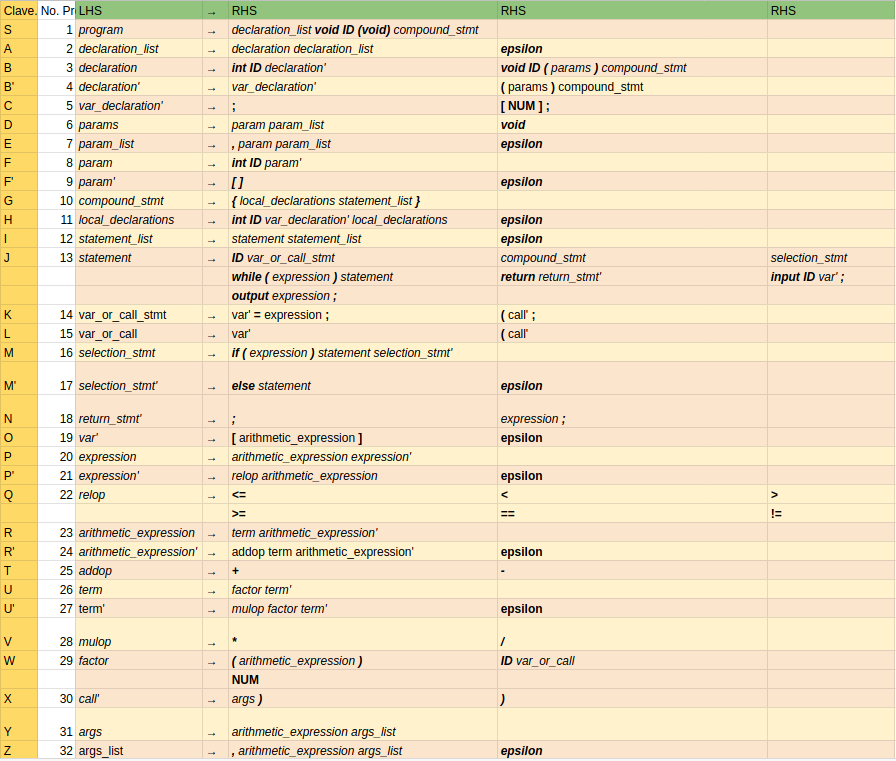 Clave. No. Pr LHS → RHS RHS RHS
S 1 program → declaration_list void ID (void) compound_stmt
A 2 declaration_list → declaration declaration_list epsilon
B 3 declaration → int ID declaration' void ID ( params ) compound_stmt
B' 4 declaration' → var_declaration' ( params ) compound_stmt
C 5 var_declaration' → ; [ NUM ] ;
D 6 params → param param_list void
E 7 param_list → , param param_list epsilon
F 8 param → int ID param'
F' 9 param' → [ ] epsilon
G 10 compound_stmt → { local_declarations statement_list }
H 11 local_declarations → int ID var_declaration' local_declarations epsilon
I 12 statement_list → statement statement_list epsilon
J 13 statement → ID var_or_call_stmt compound_stmt selection_stmt
while ( expression ) statement return return_stmt' input ID var' ;
output expression ;
K 14 var_or_call_stmt → var' = expression ; ( call' ;
L 15 var_or_call → var' ( call'
M 16 selection_stmt → if ( expression ) statement selection_stmt'
M' 17 selection_stmt' → else statement epsilon
N 18 return_stmt' → ; expression ;
O 19 var' → [ arithmetic_expression ] epsilon
P 20 expression → arithmetic_expression expression'
P' 21 expression' → relop arithmetic_expression epsilon
Q 22 relop → <= < >
>= == !=
R 23 arithmetic_expression → term arithmetic_expression'
R' 24 arithmetic_expression' → addop term arithmetic_expression' epsilon
T 25 addop → + -
U 26 term → factor term'
U' 27 term' → mulop factor term' epsilon
V 28 mulop → * /
W 29 factor → ( arithmetic_expression ) ID var_or_call
NUM
X 30 call' → args ) )
Y 31 args → arithmetic_expression args_list
Z 32 args_list → , arithmetic_expression args_list epsilon